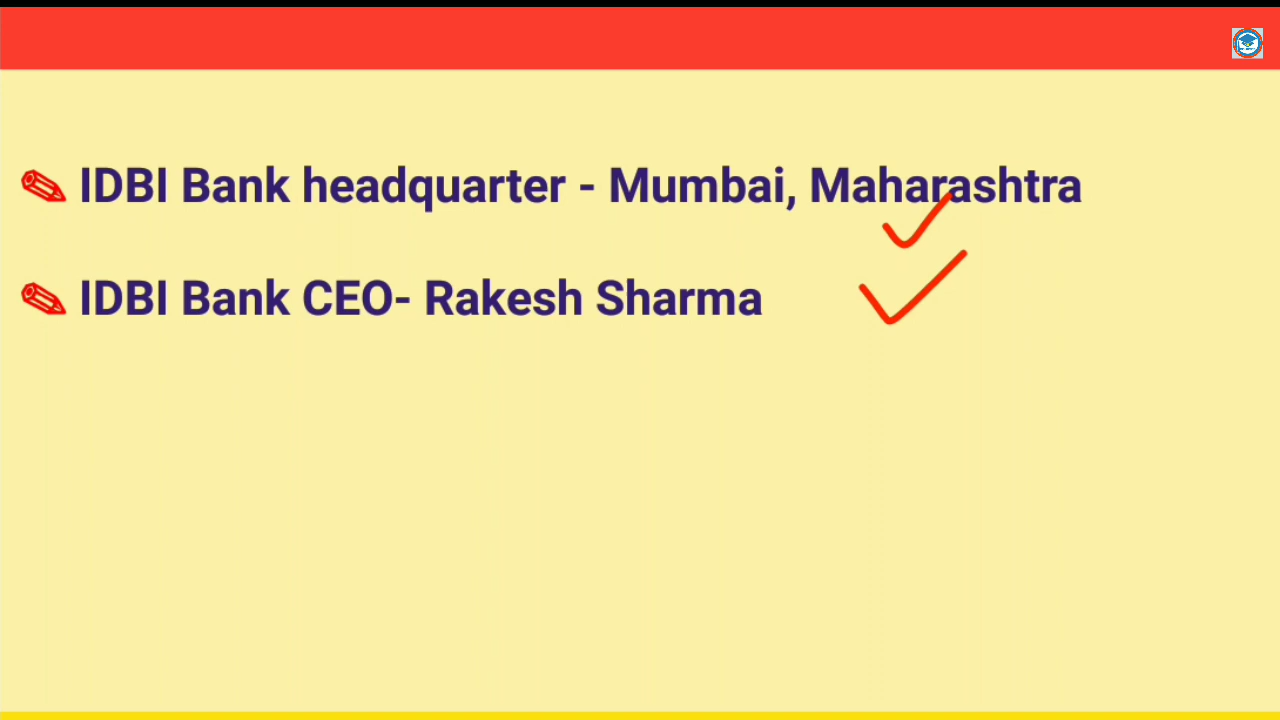 ✎ IDBI Bank headquarter - Mumbai, Maharashtra
✎ IDBI Bank CEO- Rakesh Sharma